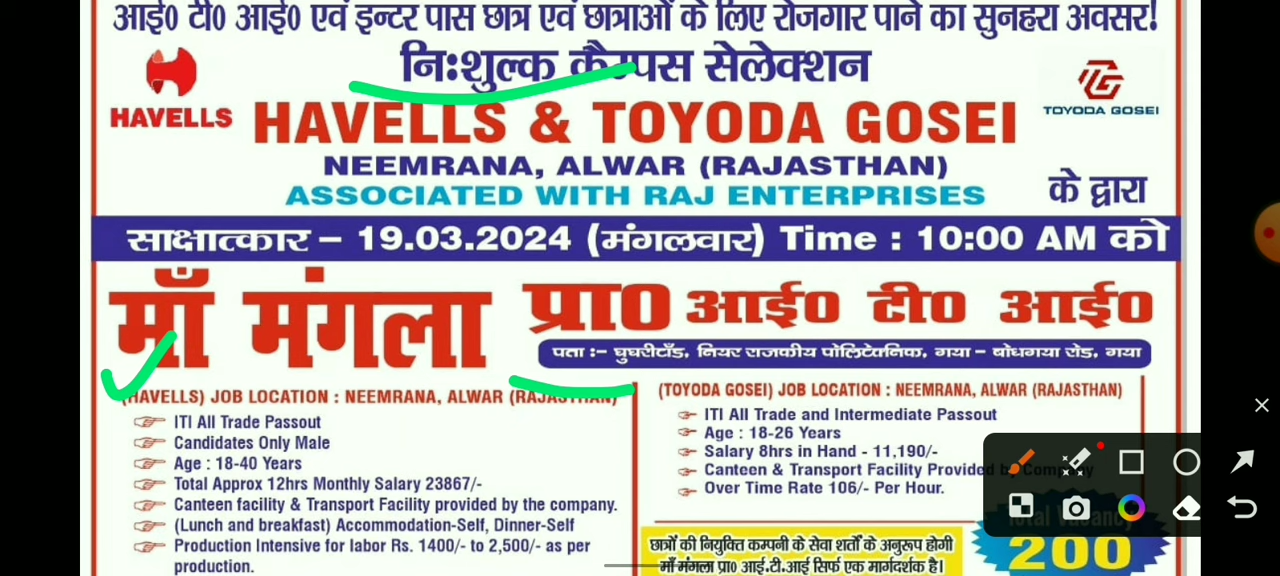 आई० टी० आई० एवं इन्टर पास छात्र एवं छात्राओं के लिए रोजगार पाने का सुनहरा अवसर!
निःशुल्क कैम्पस सेलेक्शन
HAVELLS
HAVELLS & TOYODA GOSEI
TG
TOYODA GOSEI
NEEMRANA, ALWAR (RAJASTHAN)
ASSOCIATED WITH RAJ ENTERPRISES
के द्वारा
साक्षात्कार – 19.03.2024 (मंगलवार) Time : 10:00 AM को
माँ मंगला प्रा० आई० टी० आई०
पता :– घुघरीटाँड, नियर राजकीय पोलिटेक्निक, गया – बोधगया रोड, गया
(HAVELLS) JOB LOCATION : NEEMRANA, ALWAR (RAJASTHAN)
ITI All Trade Passout
Candidates Only Male
Age : 18-40 Years
Total Approx 12hrs Monthly Salary 23867/-
Canteen facility & Transport Facility provided by the company.
(Lunch and breakfast) Accommodation-Self, Dinner-Self
Production Intensive for labor Rs. 1400/- to 2,500/- as per
production.
(TOYODA GOSEI) JOB LOCATION : NEEMRANA, ALWAR (RAJASTHAN)
ITI All Trade and Intermediate Passout
Age : 18-26 Years
Salary 8hrs in Hand - 11,190/-
Canteen & Transport Facility Provided by Company
Over Time Rate 106/- Per Hour.
छात्रों की नियुक्ति कम्पनी के सेवा शर्तों के अनुरूप होगी
माँ मंगला प्रा० आई.टी.आई सिर्फ एक मार्गदर्शक है।
Total Vacancy
200